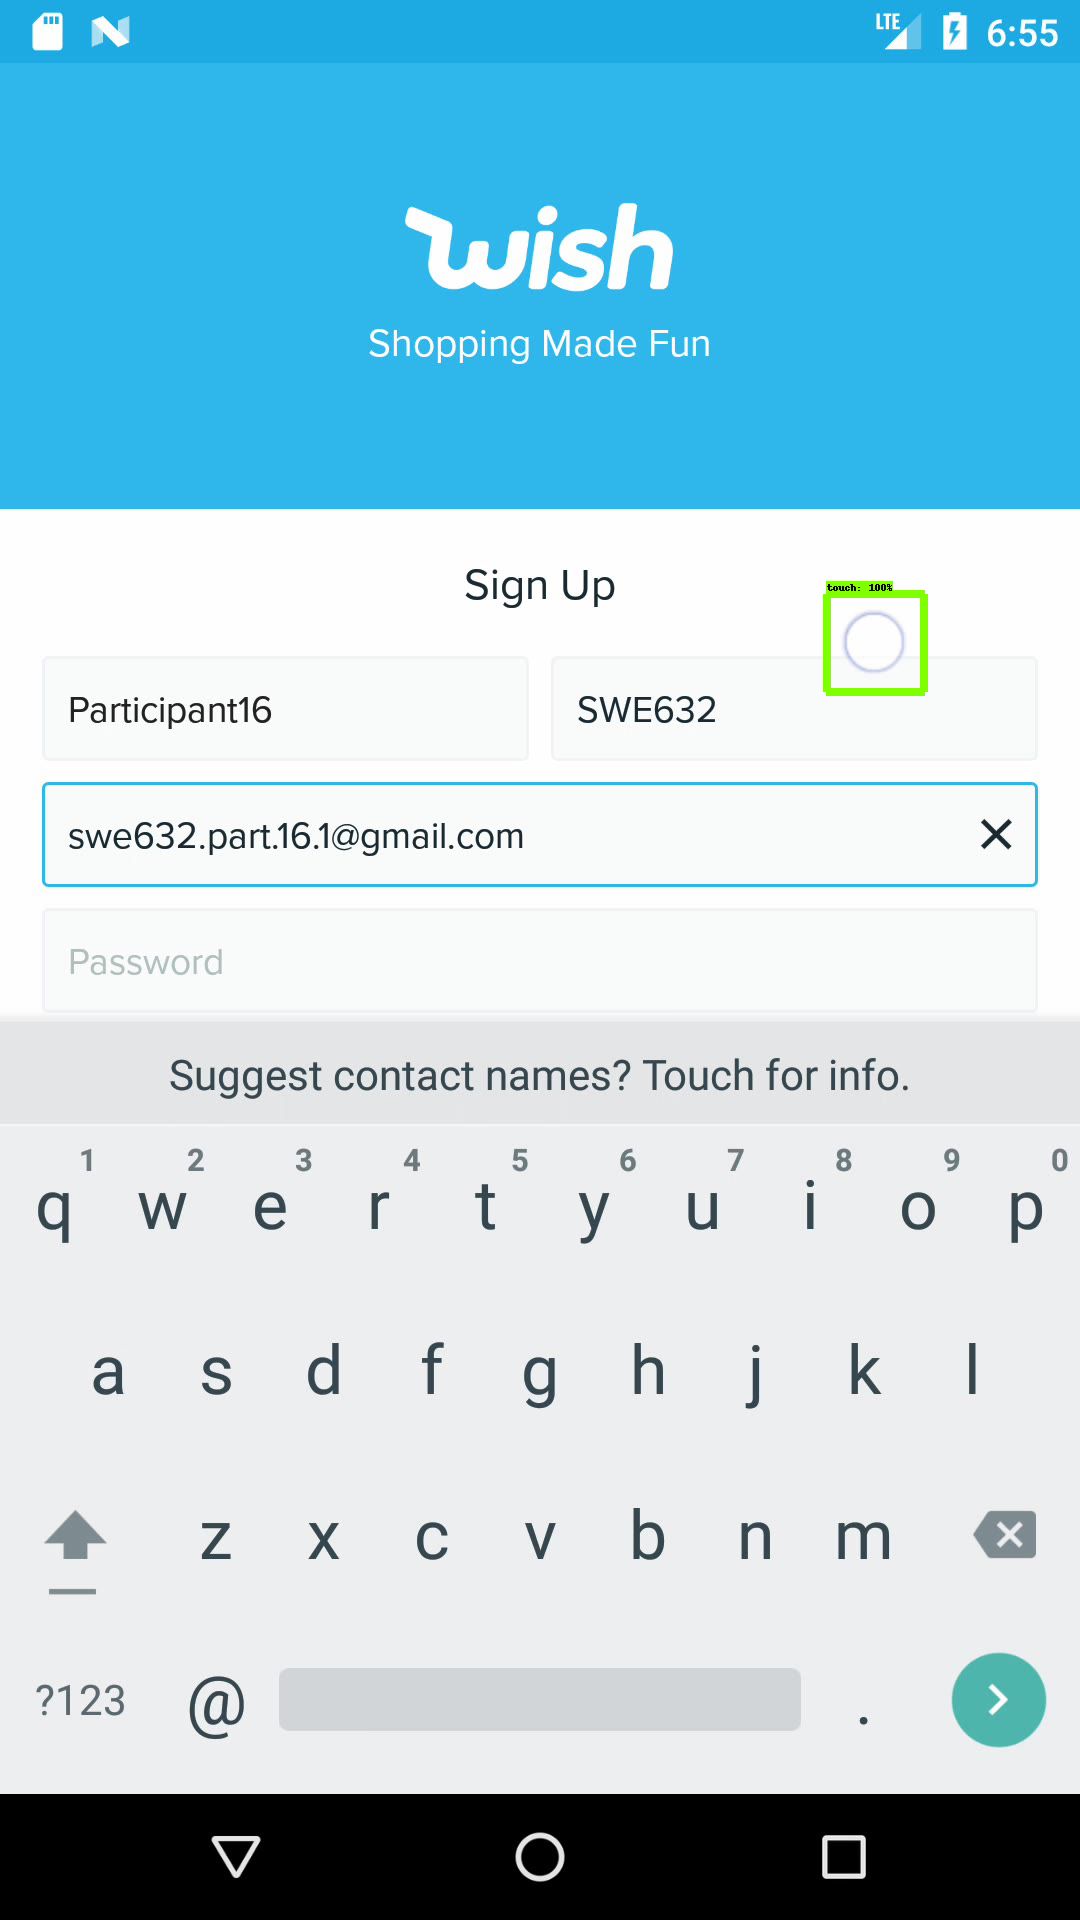 LTE 6:55
wish
Shopping Made Fun
Sign Up
touch: 100%
Participant16 SWE632
swe632.part.16.1@gmail.com
Password
Suggest contact names? Touch for info.
1 2 3 4 5 6 7 8 9 0
q w e r t y u i o p
a s d f g h j k l
z x c v b n m
?123 @ .